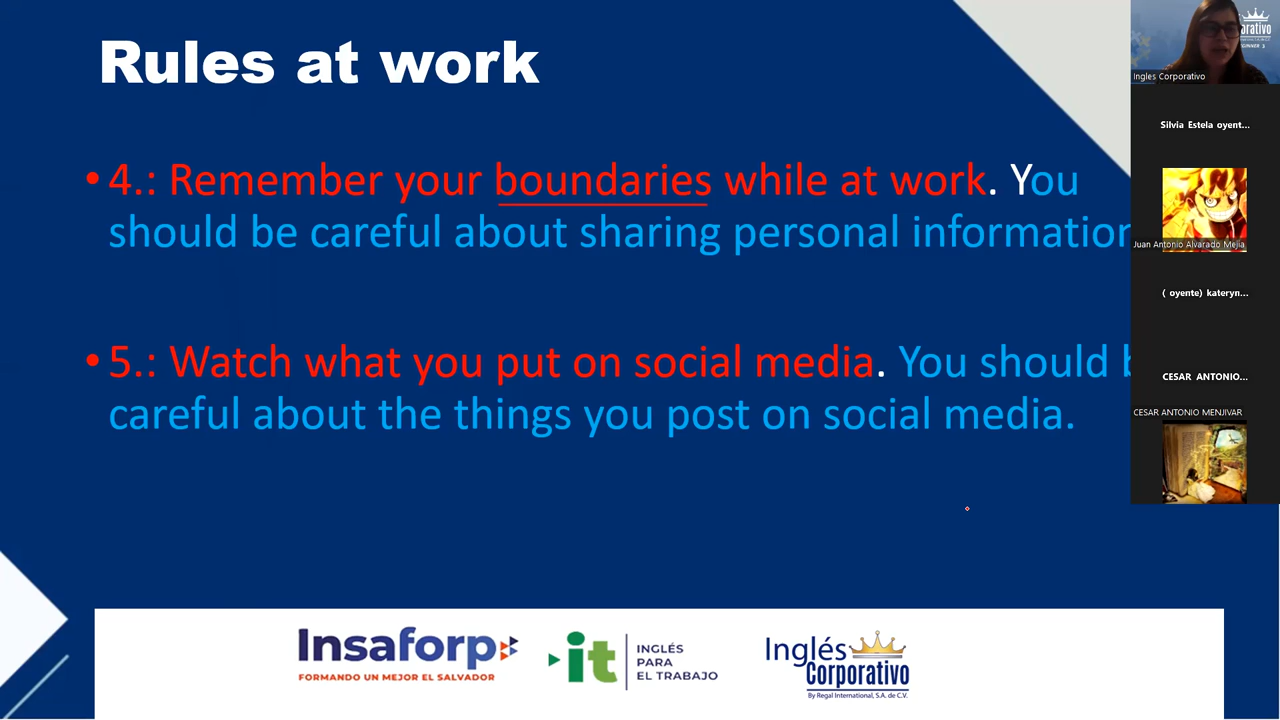 Rules at work
• 4.: Remember your boundaries while at work. You
should be careful about sharing personal information
• 5.: Watch what you put on social media. You should b
careful about the things you post on social media.
Insaforp
FORMANDO UN MEJOR EL SALVADOR
it
INGLÉS
PARA
EL TRABAJO
Inglés
Corporativo
By Regal International, S.A. de C.V.
orativo
Ingles Corporativo
Silvia Estela oyent...
Juan Antonio Alvarado Mejia
( oyente) kateryn...
CESAR ANTONIO...
CESAR ANTONIO MENJIVAR